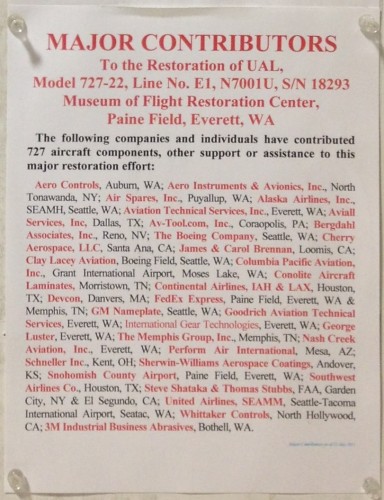 MAJOR CONTRIBUTORS
To the Restoration of UAL,
Model 727-22, Line No. E1, N7001U, S/N 18293
Museum of Flight Restoration Center,
Paine Field, Everett, WA
The following companies and individuals have contributed
727 aircraft components, other support or assistance to this
major restoration effort:
Aero Controls, Auburn, WA; Aero Instruments & Avionics, Inc., North
Tonawanda, NY; Air Spares, Inc., Puyallup, WA; Alaska Airlines, Inc.,
SEAMH, Seattle, WA; Aviation Technical Services, Inc., Everett, WA; Aviall
Services, Inc, Dallas, TX; Av-Tool.com, Inc., Coraopolis, PA; Bergdahl
Associates, Inc., Reno, NV; The Boeing Company, Seattle, WA; Cherry
Aerospace, LLC, Santa Ana, CA; James & Carol Brennan, Loomis, CA;
Clay Lacey Aviation, Boeing Field, Seattle, WA; Columbia Pacific Aviation,
Inc., Grant International Airport, Moses Lake, WA; Conolite Aircraft
Laminates, Morristown, TN; Continental Airlines, IAH & LAX, Houston,
TX; Devcon, Danvers, MA; FedEx Express, Paine Field, Everett, WA &
Memphis, TN; GM Nameplate, Seattle, WA; Goodrich Aviation Technical
Services, Everett, WA; International Gear Technologies, Everett, WA; George
Luster, Everett, WA; The Memphis Group, Inc., Memphis, TN; Nash Creek
Aviation, Inc., Everett, WA; Perform Air International, Mesa, AZ;
Schneller Inc., Kent, OH; Sherwin-Williams Aerospace Coatings, Andover,
KS; Snohomish County Airport, Paine Field, Everett, WA; Southwest
Airlines Co., Houston, TX; Steve Shataka & Thomas Stubbs, FAA, Garden
City, NY & El Segundo, CA; United Airlines, SEAMM, Seattle-Tacoma
International Airport, Seatac, WA; Whittaker Controls, North Hollywood,
CA; 3M Industrial Business Abrasives, Bothell, WA.